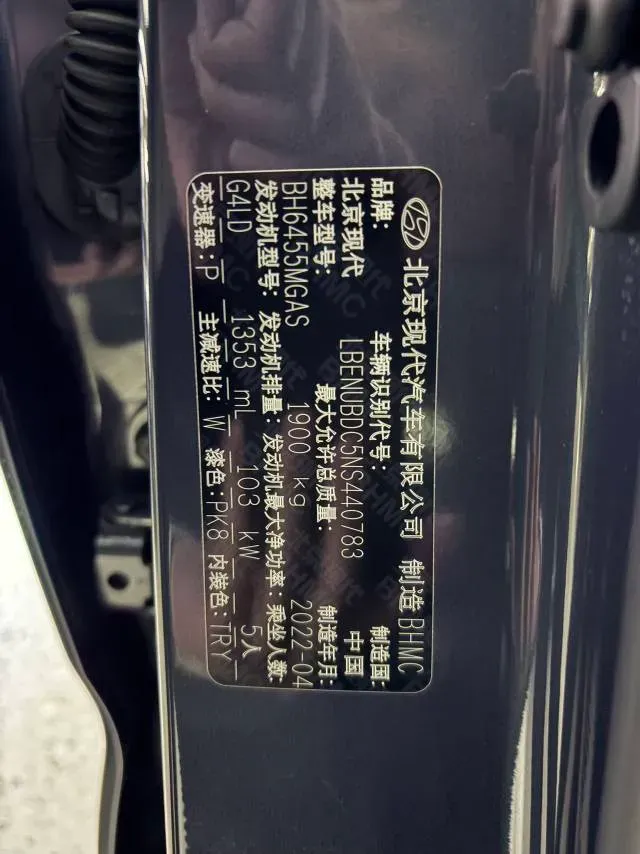 北京现代汽车有限公司 制造 BHMC
品牌: 车辆识别代号: 制造国:
北京现代 LBENUBDC5NS440783 中国
整车型号: 最大允许总质量: 制造年月:
BH6455MGAS 1900 kg 2022-04
发动机型号: 发动机排量: 发动机最大净功率: 乘坐人数:
G4LD 1353 mL 103 kW 5人
变速器:P 主减速比:W 漆色:PK8 内装色:TRY